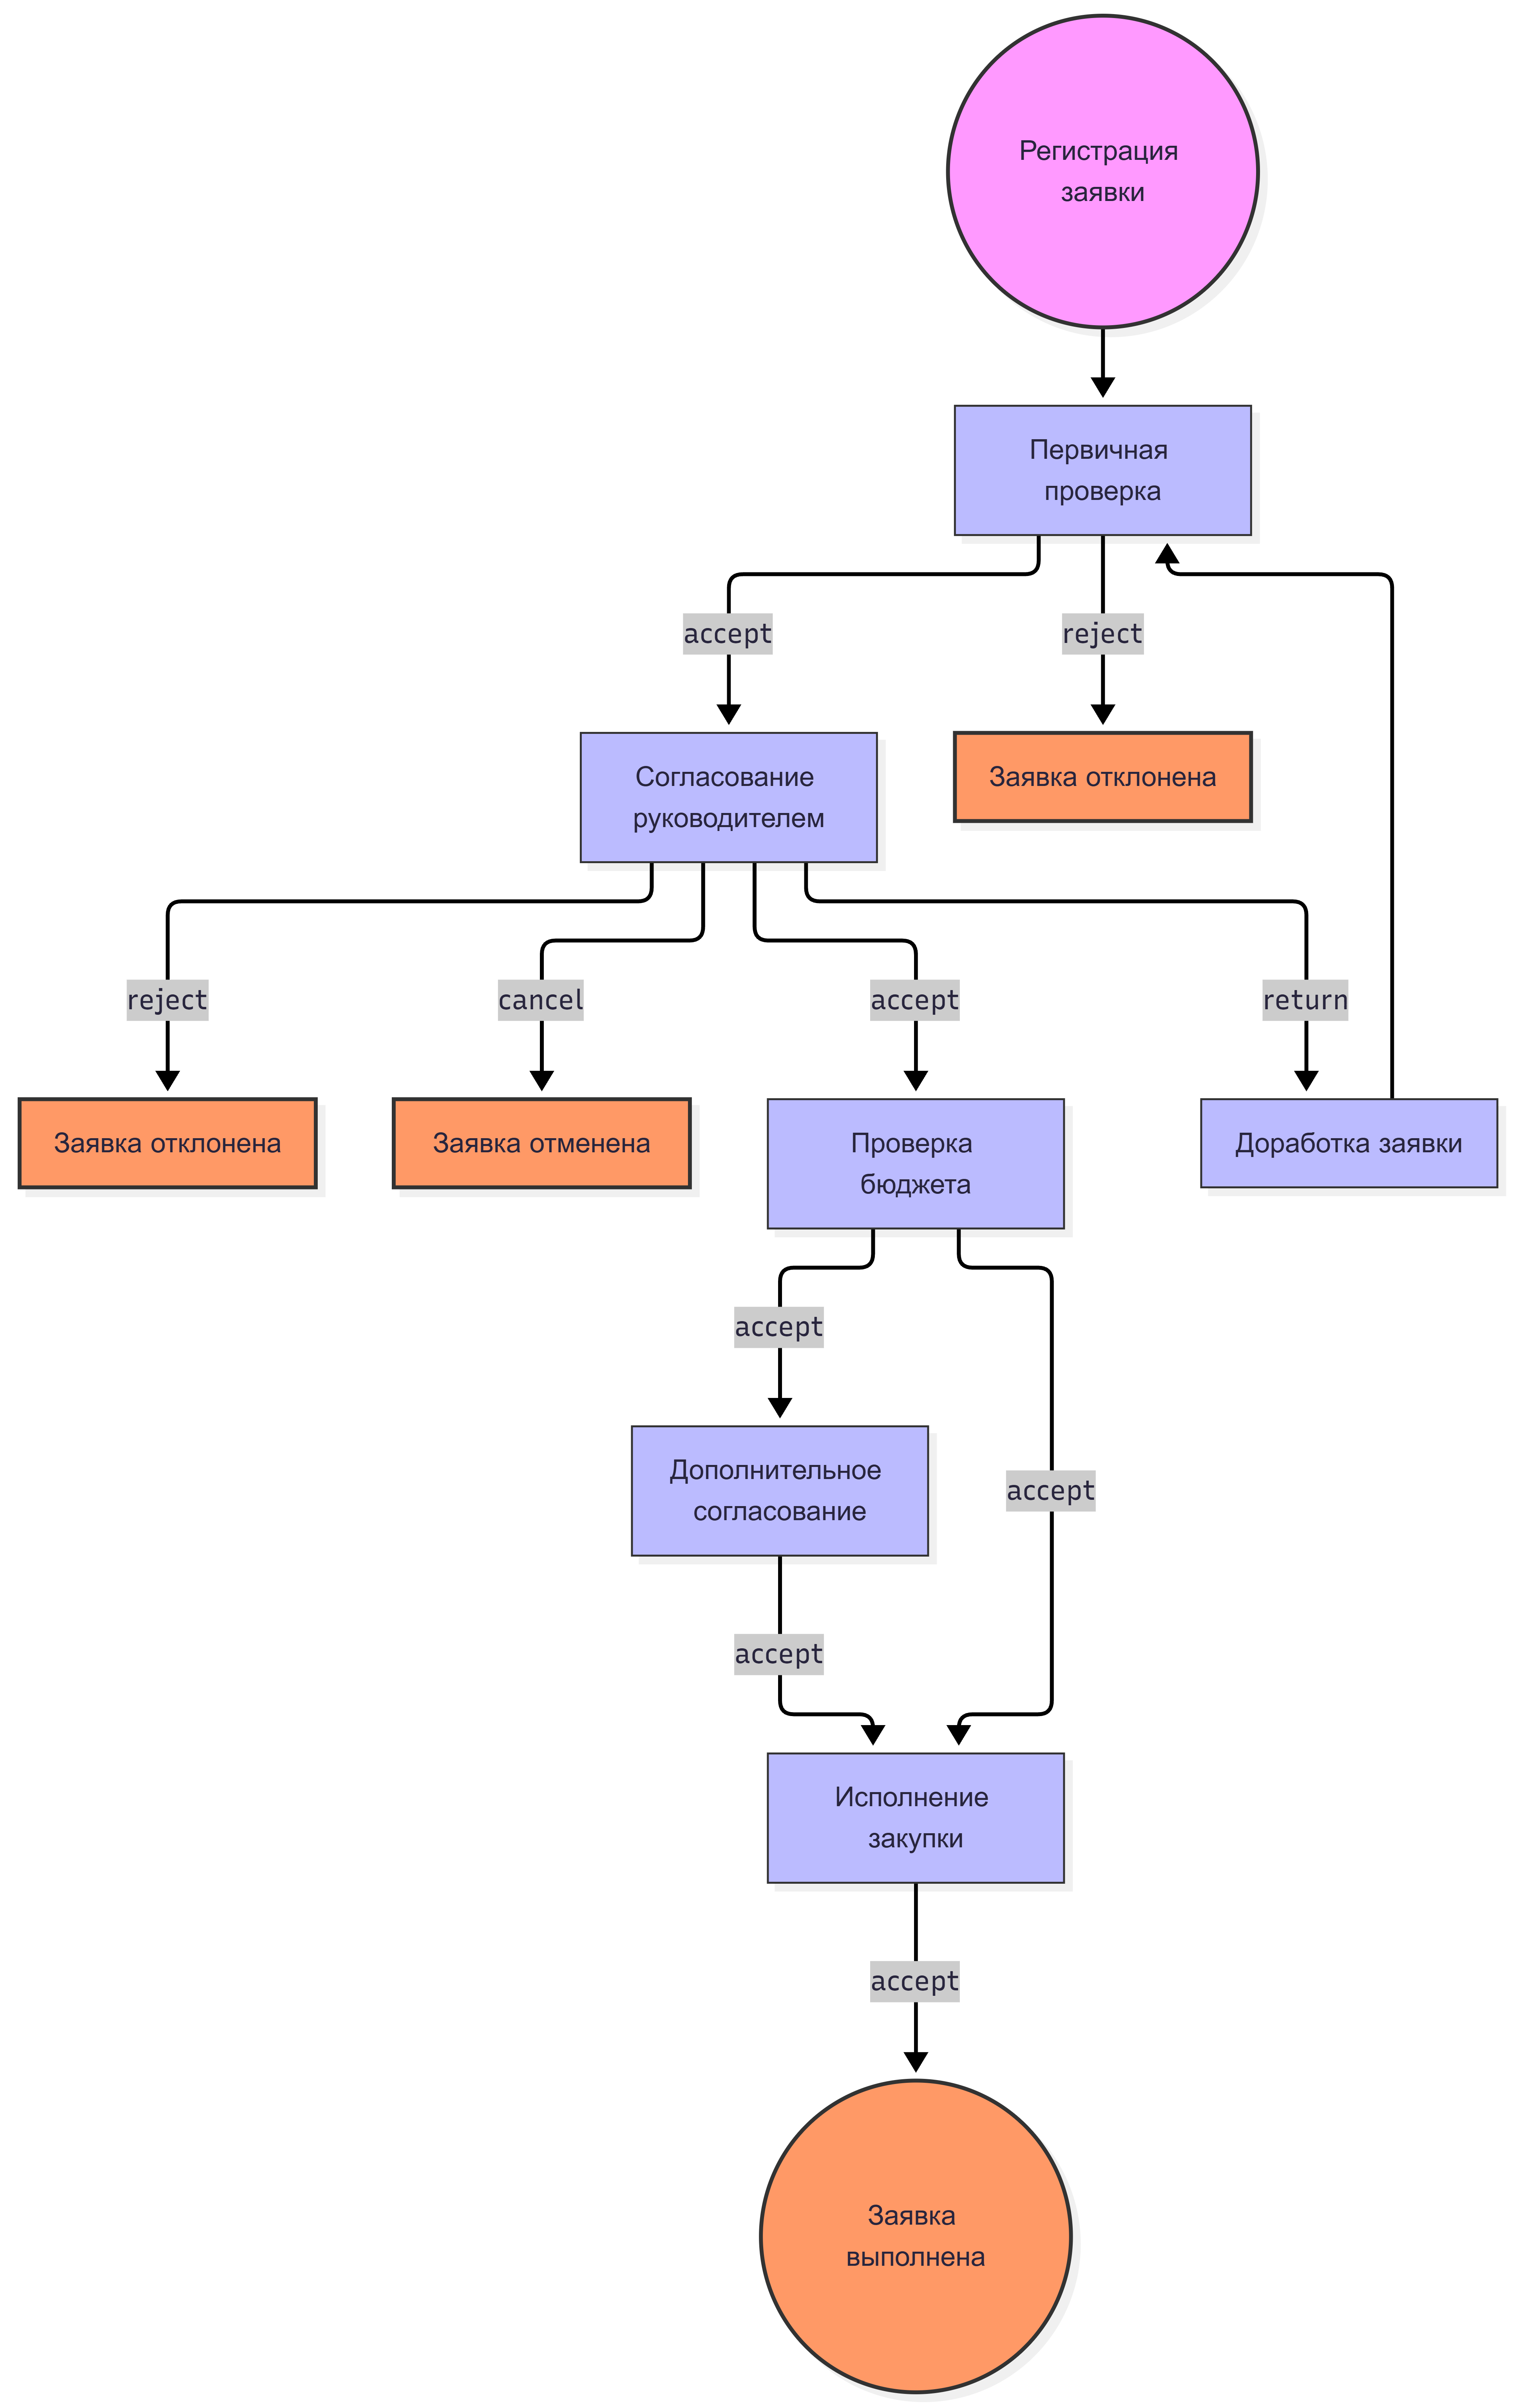 Регистрация
заявки
Первичная
проверка
accept
reject
Согласование
руководителем
Заявка отклонена
reject
cancel
accept
return
Заявка отклонена
Заявка отменена
Проверка
бюджета
Доработка заявки
accept
Дополнительное
согласование
accept
accept
Исполнение
закупки
accept
Заявка
выполнена